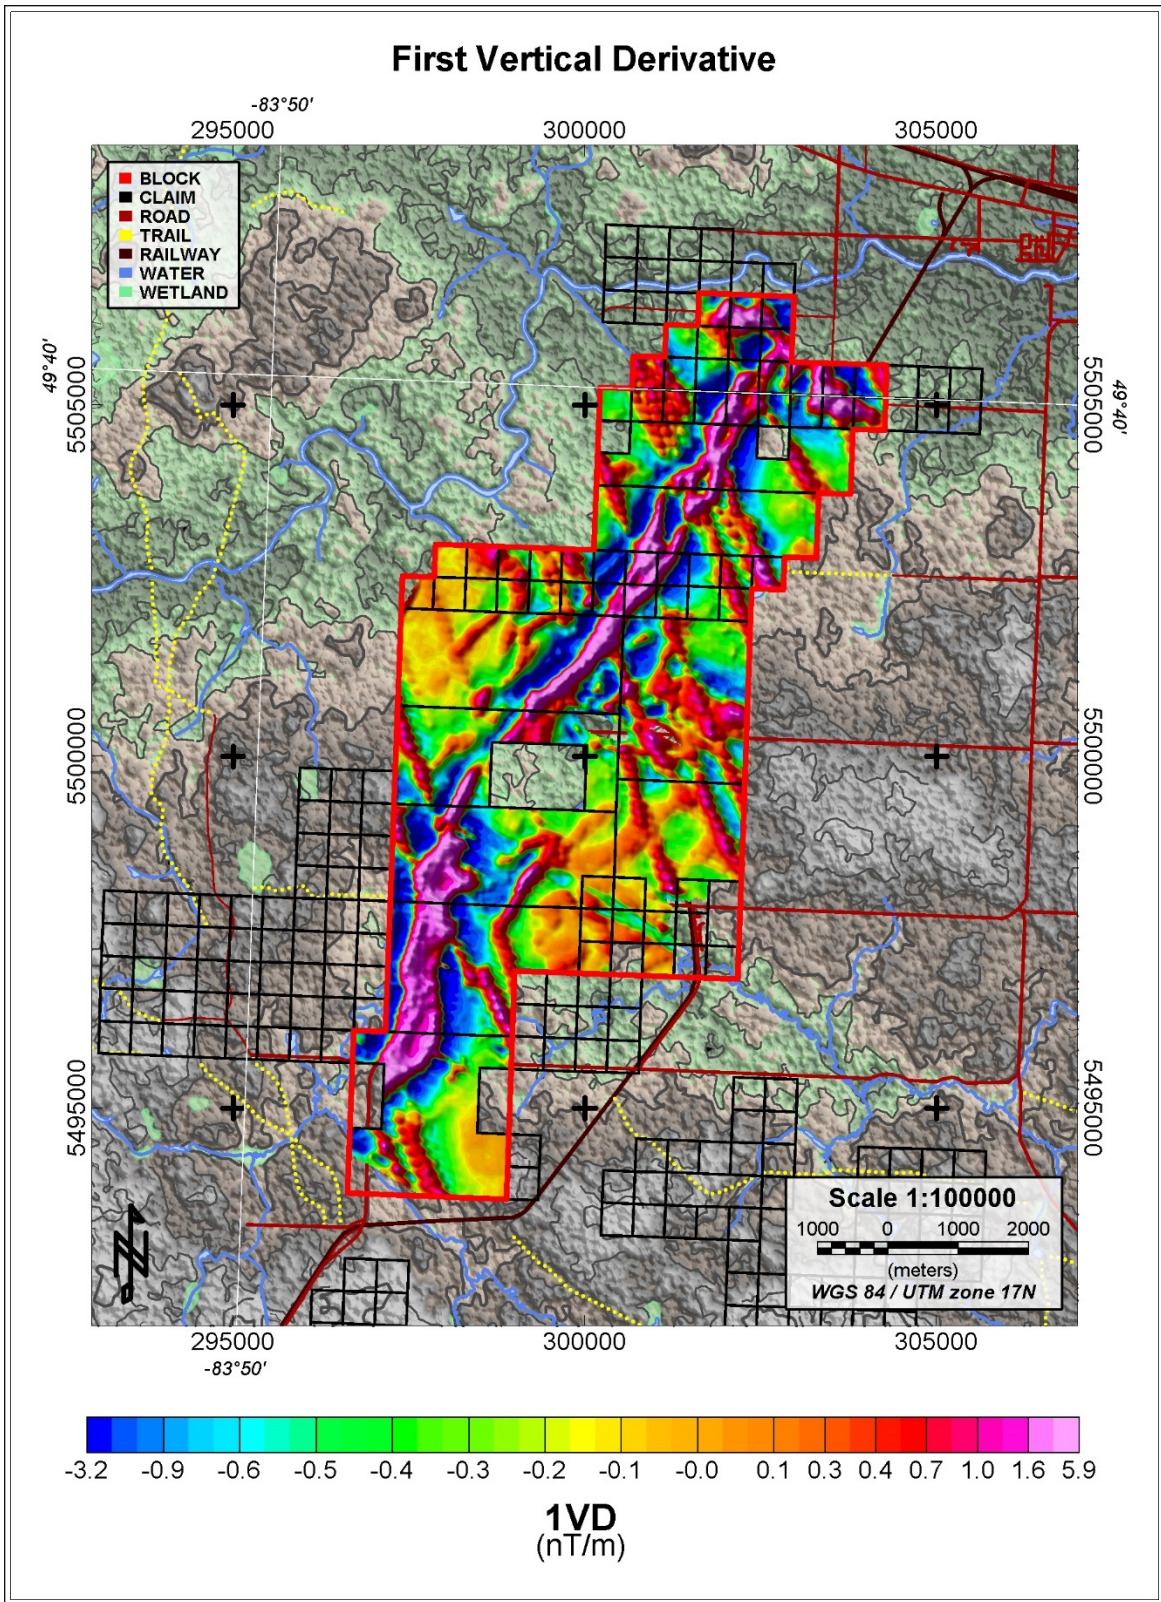 First Vertical Derivative
-83°50'
295000 300000 305000
BLOCK
CLAIM
ROAD
TRAIL
RAILWAY
WATER
WETLAND
49°40'
49°40'
5505000
5505000
5500000
5500000
5495000
5495000
Scale 1:100000
1000 0 1000 2000
(meters)
WGS 84 / UTM zone 17N
295000 300000 305000
-83°50'
-3.2 -0.9 -0.6 -0.5 -0.4 -0.3 -0.2 -0.1 -0.0 0.1 0.3 0.4 0.7 1.0 1.6 5.9
1VD
(nT/m)